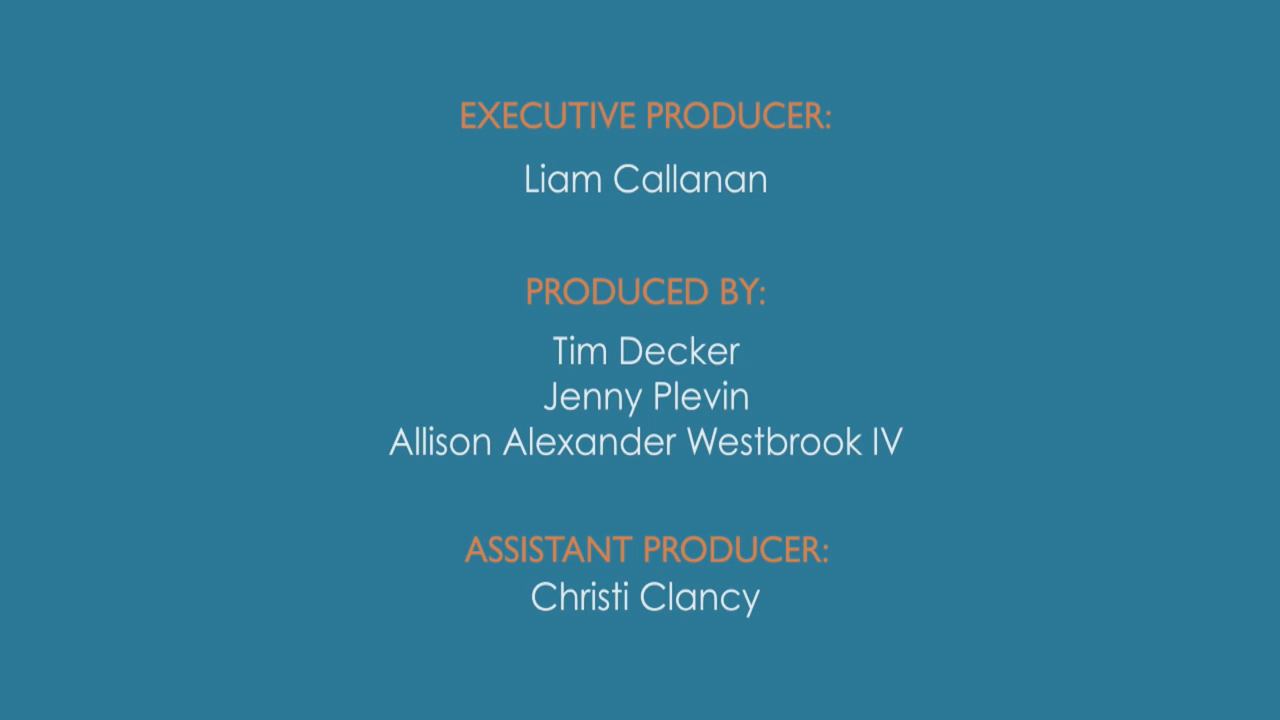 EXECUTIVE PRODUCER:
Liam Callanan
PRODUCED BY:
Tim Decker
Jenny Plevin
Allison Alexander Westbrook IV
ASSISTANT PRODUCER:
Christi Clancy